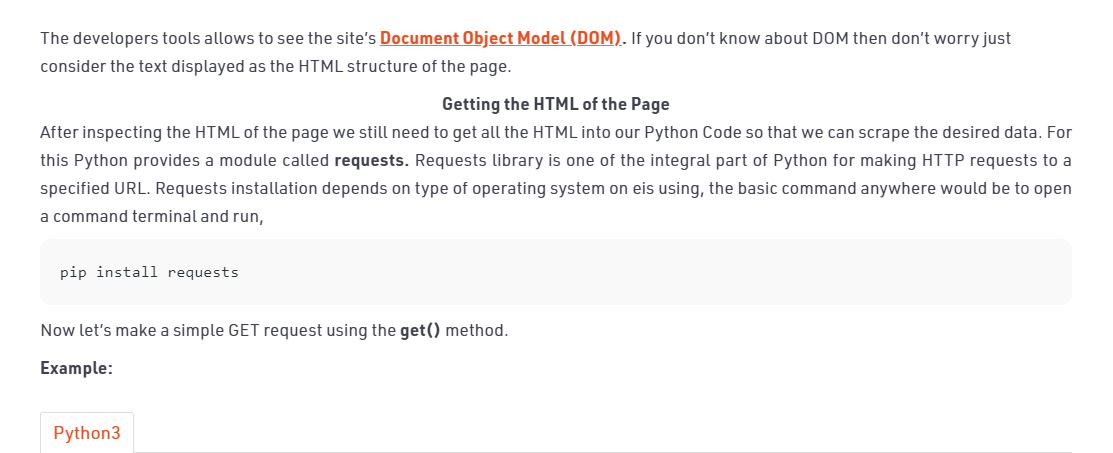 The developers tools allows to see the site's Document Object Model (DOM). If you don't know about DOM then don't worry just
consider the text displayed as the HTML structure of the page.
Getting the HTML of the Page
After inspecting the HTML of the page we still need to get all the HTML into our Python Code so that we can scrape the desired data. For
this Python provides a module called requests. Requests library is one of the integral part of Python for making HTTP requests to a
specified URL. Requests installation depends on type of operating system on eis using, the basic command anywhere would be to open
a command terminal and run,
pip install requests
Now let's make a simple GET request using the get() method.
Example:
Python3